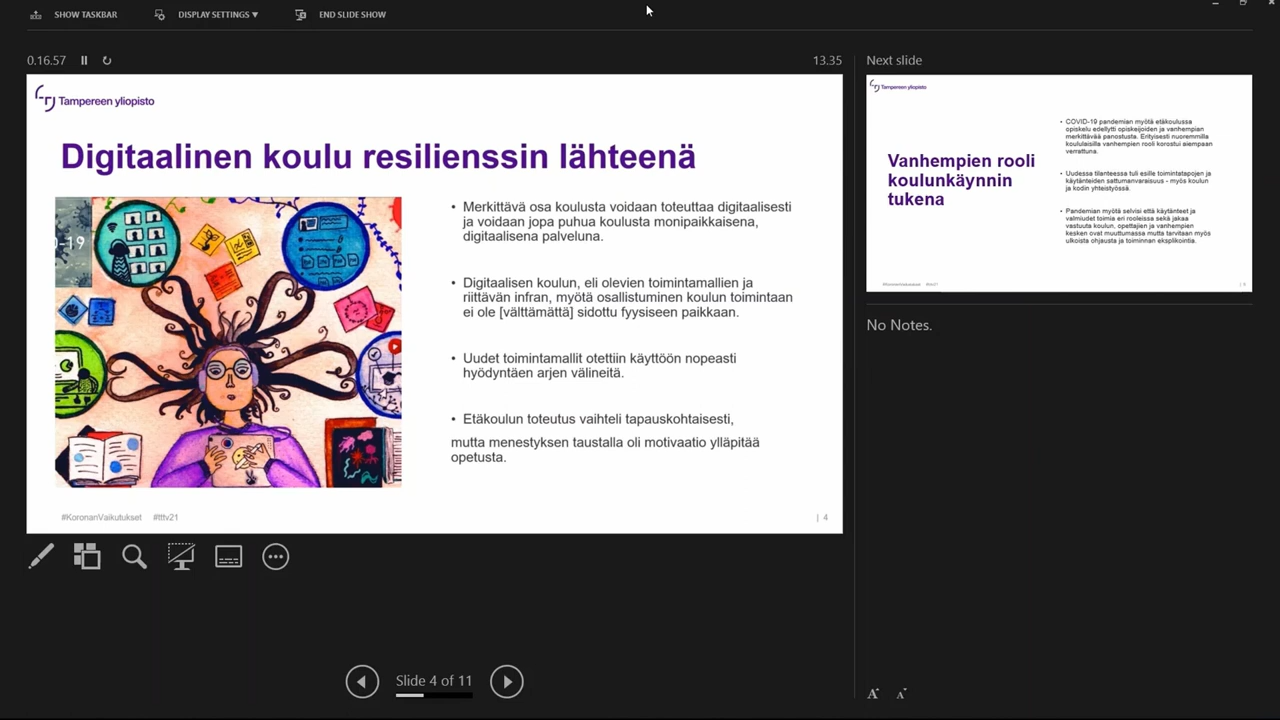 SHOW TASKBAR
DISPLAY SETTINGS ▼
END SLIDE SHOW
0.16.57
13.35
Next slide
Tampereen yliopisto
Digitaalinen koulu resilienssin lähteenä
-19
• Merkittävä osa koulusta voidaan toteuttaa digitaalisesti
ja voidaan jopa puhua koulusta monipaikkaisena,
digitaalisena palveluna.
• Digitaalisen koulun, eli olevien toimintamallien ja
riittävän infran, myötä osallistuminen koulun toimintaan
ei ole [välttämättä] sidottu fyysiseen paikkaan.
• Uudet toimintamallit otettiin käyttöön nopeasti
hyödyntäen arjen välineitä.
• Etäkoulun toteutus vaihteli tapauskohtaisesti,
mutta menestyksen taustalla oli motivaatio ylläpitää
opetusta.
#KoronanVaikutukset #tttv21
| 4
Tampereen yliopisto
Vanhempien rooli
koulunkäynnin
tukena
• COVID-19 pandemian myötä etäkoulussa
opiskelu edellytti opiskelijoiden ja vanhempian
merkittävää panostusta. Erityisesti nuoremmilla
koululaisilla vanhempien rooli korostui aiempaan
verrattuna.
• Uudessa tilanteessa tuli esille toimintatapojen ja
käytänteiden sattumanvaraisuus - myös koulun
ja kodin yhteistyössä.
• Pandemian myötä selvisi että käytänteet ja
valmiudet toimia eri rooleissa sekä jakaa
vastuuta koulun, opettajien ja vanhempien
kesken ovat muuttumassa mutta tarvitaan myös
ulkoista ohjausta ja toiminnan eksplikointia.
No Notes.
Slide 4 of 11
A A